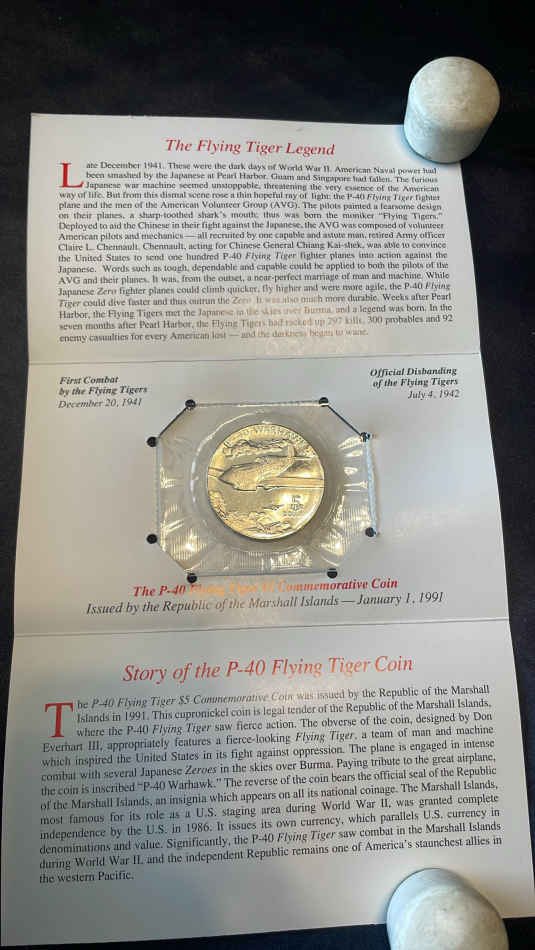 The Flying Tiger Legend
Late December 1941. These were the dark days of World War II. American Naval power had
been smashed by the Japanese at Pearl Harbor. Guam and Singapore had fallen. The furious
Japanese war machine seemed unstoppable, threatening the very essence of the American
way of life. But from this dismal scene rose a thin hopeful ray of light: the P-40 Flying Tiger fighter
plane and the men of the American Volunteer Group (AVG). The pilots painted a fearsome design
on their planes, a sharp-toothed shark's mouth; thus was born the moniker “Flying Tigers.”
Deployed to aid the Chinese in their fight against the Japanese, the AVG was composed of volunteer
American pilots and mechanics — all recruited by one capable and astute man, retired Army officer
Claire L. Chennault. Chennault, acting for Chinese General Chiang Kai-shek, was able to convince
the United States to send one hundred P-40 Flying Tiger fighter planes into action against the
Japanese. Words such as tough, dependable and capable could be applied to both the pilots of the
AVG and their planes. It was, from the outset, a near-perfect marriage of man and machine. While
Japanese Zero fighter planes could climb quicker, fly higher and were more agile, the P-40 Flying
Tiger could dive faster and thus outrun the Zero. It was also much more durable. Weeks after Pearl
Harbor, the Flying Tigers met the Japanese in the skies over Burma, and a legend was born. In the
seven months after Pearl Harbor, the Flying Tigers had racked up 297 kills, 300 probables and 92
enemy casualties for every American lost — and the darkness began to wane.
First Combat
by the Flying Tigers
December 20, 1941
Official Disbanding
of the Flying Tigers
July 4, 1942
P-40 WARHAWK
The P-40 Flying Tiger $5 Commemorative Coin
Issued by the Republic of the Marshall Islands — January 1, 1991
Story of the P-40 Flying Tiger Coin
The P-40 Flying Tiger $5 Commemorative Coin was issued by the Republic of the Marshall
Islands in 1991. This cupronickel coin is legal tender of the Republic of the Marshall Islands,
where the P-40 Flying Tiger saw fierce action. The obverse of the coin, designed by Don
Everhart III, appropriately features a fierce-looking Flying Tiger, a team of man and machine
which inspired the United States in its fight against oppression. The plane is engaged in intense
combat with several Japanese Zeroes in the skies over Burma. Paying tribute to the great airplane,
the coin is inscribed “P-40 Warhawk.” The reverse of the coin bears the official seal of the Republic
of the Marshall Islands, an insignia which appears on all its national coinage. The Marshall Islands,
most famous for its role as a U.S. staging area during World War II, was granted complete
independence by the U.S. in 1986. It issues its own currency, which parallels U.S. currency in
denominations and value. Significantly, the P-40 Flying Tiger saw combat in the Marshall Islands
during World War II, and the independent Republic remains one of America's staunchest allies in
the western Pacific.